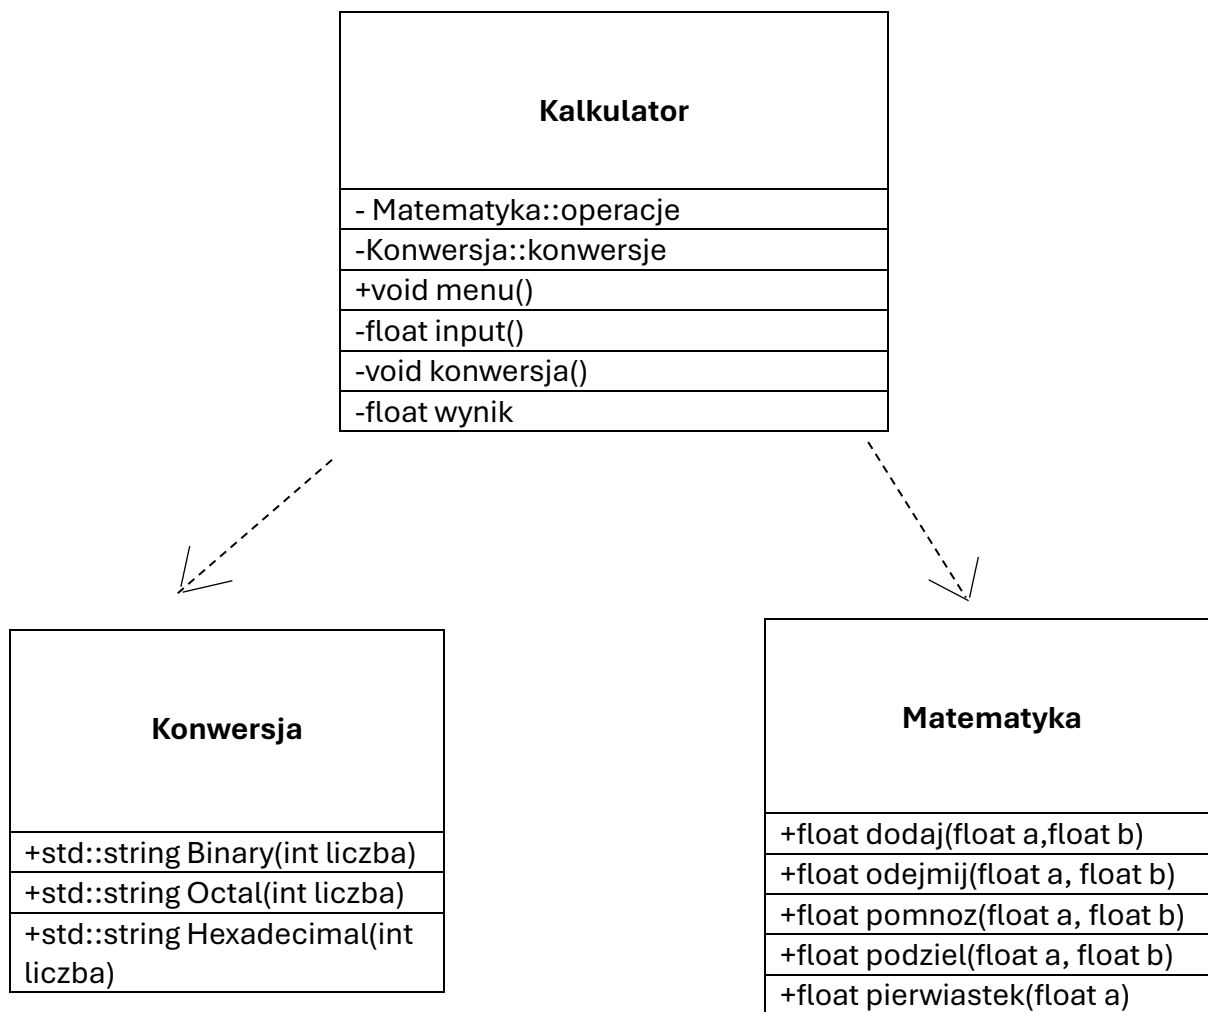 Kalkulator
- Matematyka::operacje
-Konwersja::konwersje
+void menu()
-float input()
-void konwersja()
-float wynik
Konwersja
+std::string Binary(int liczba)
+std::string Octal(int liczba)
+std::string Hexadecimal(int
liczba)
Matematyka
+float dodaj(float a,float b)
+float odejmij(float a, float b)
+float pomnoz(float a, float b)
+float podziel(float a, float b)
+float pierwiastek(float a)